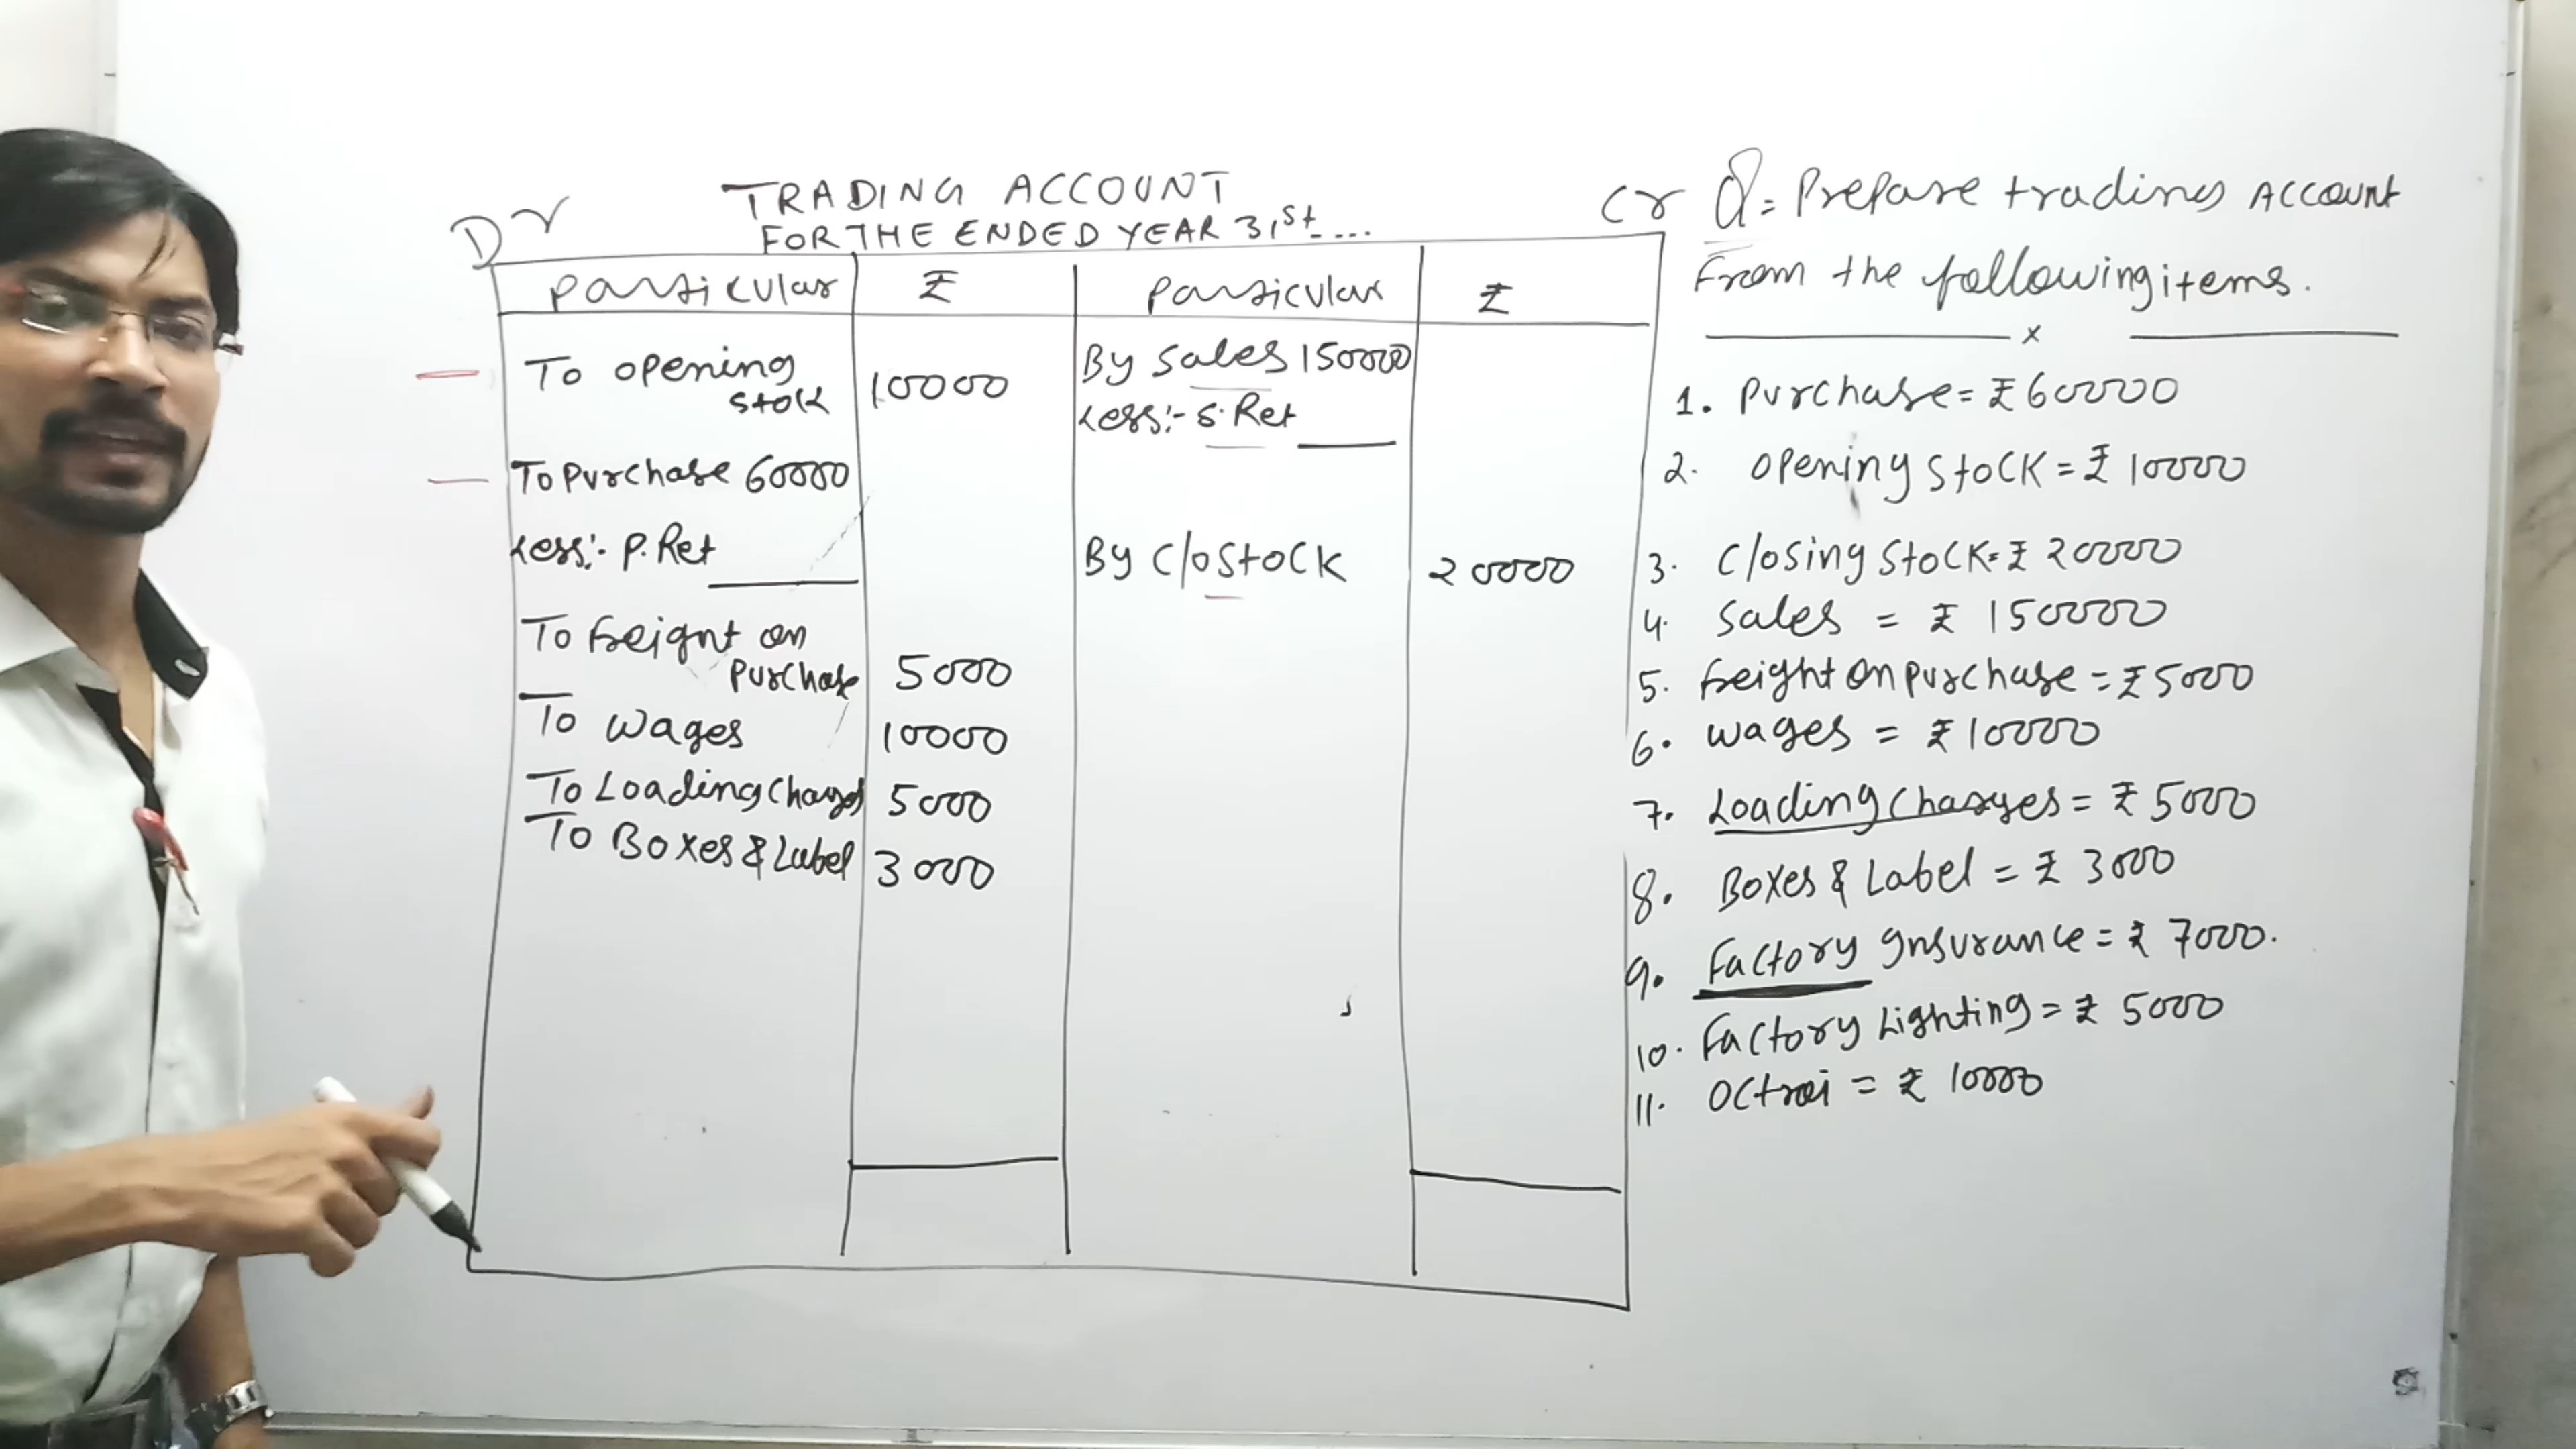 TRADING ACCOUNT
FOR THE ENDED YEAR 31st....
Dr
Cr
Particular ₹ Particular ₹
To opening stock 10000
To Purchase 60000
Less:- P. Ret
To Freignt on Purchase 5000
To wages 10000
To Loading Charges 5000
To Boxes & Label 3000
By Sales 150000
Less:- S. Ret
By Clostock 20000
Q= Prepare trading Account
From the following items.
x
1. Purchase= ₹60000
2. opening stock = ₹ 10000
3. Closing Stock= ₹ 20000
4. Sales = ₹ 150000
5. Freight on purchase = ₹5000
6. wages = ₹10000
7. Loading Charges = ₹ 5000
8. Boxes & Label = ₹ 3000
9. Factory Insurance = ₹ 7000.
10. Factory Lighting = ₹ 5000
11. Octroi = ₹ 10000